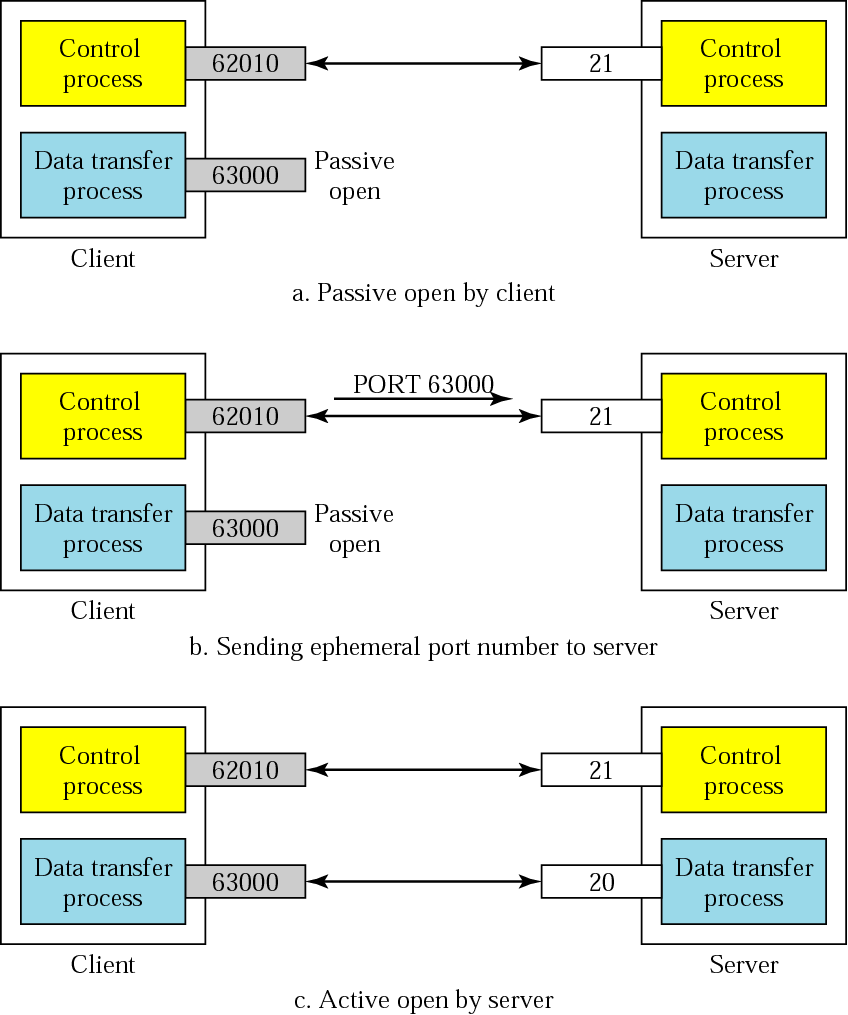 Control
process
62010
21
Control
process
Data transfer
process
63000
Passive
open
Data transfer
process
Client
Server
a. Passive open by client
Control
process
62010
PORT 63000
21
Control
process
Data transfer
process
63000
Passive
open
Data transfer
process
Client
Server
b. Sending ephemeral port number to server
Control
process
62010
21
Control
process
Data transfer
process
63000
20
Data transfer
process
Client
Server
c. Active open by server